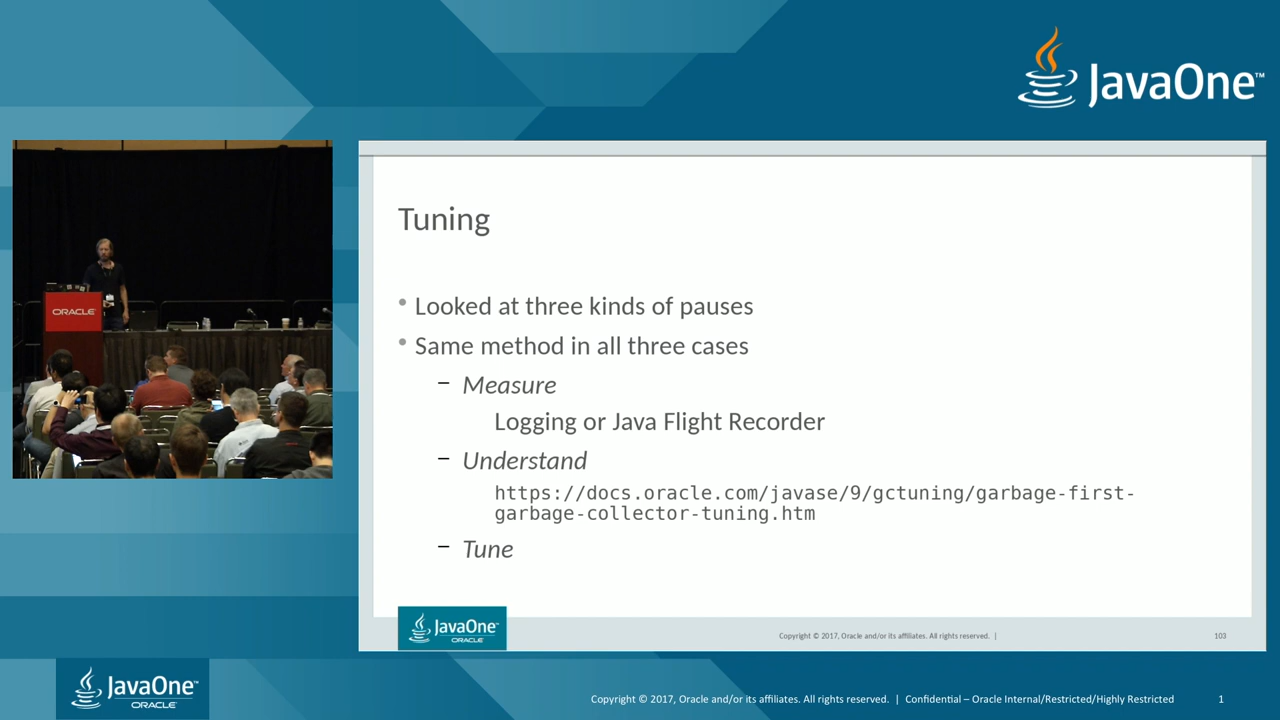 JavaOne™
ORACLE
Tuning
• Looked at three kinds of pauses
• Same method in all three cases
– Measure
Logging or Java Flight Recorder
– Understand
https://docs.oracle.com/javase/9/gctuning/garbage-first-
garbage-collector-tuning.htm
– Tune
JavaOne™
ORACLE
Copyright © 2017, Oracle and/or its affiliates. All rights reserved. |
103
JavaOne™
ORACLE
Copyright © 2017, Oracle and/or its affiliates. All rights reserved. | Confidential – Oracle Internal/Restricted/Highly Restricted
1